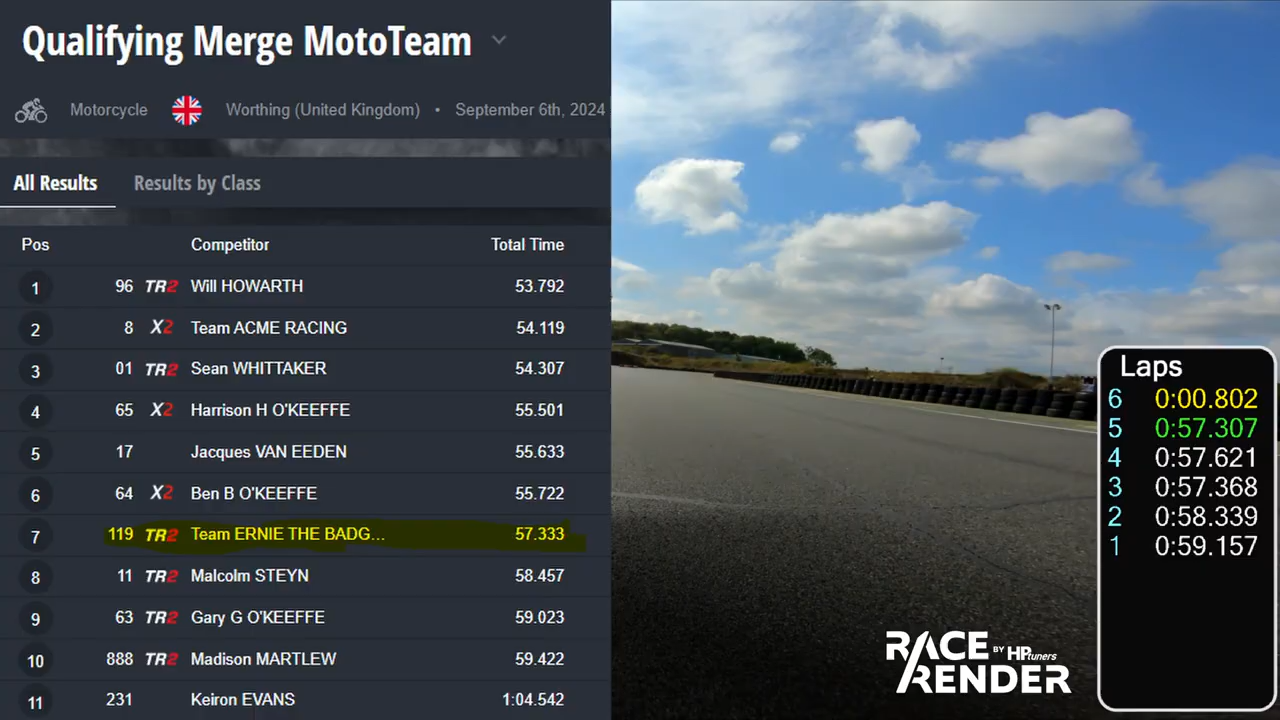 Qualifying Merge MotoTeam
Motorcycle Worthing (United Kingdom) • September 6th, 2024
All Results Results by Class
Pos Competitor Total Time
1 96 TR2 Will HOWARTH 53.792
2 8 X2 Team ACME RACING 54.119
3 01 TR2 Sean WHITTAKER 54.307
4 65 X2 Harrison H O'KEEFFE 55.501
5 17 Jacques VAN EEDEN 55.633
6 64 X2 Ben B O'KEEFFE 55.722
7 119 TR2 Team ERNIE THE BADG... 57.333
8 11 TR2 Malcolm STEYN 58.457
9 63 TR2 Gary G O'KEEFFE 59.023
10 888 TR2 Madison MARTLEW 59.422
11 231 Keiron EVANS 1:04.542
Laps
6 0:00.802
5 0:57.307
4 0:57.621
3 0:57.368
2 0:58.339
1 0:59.157
RACE BY HPtuners
RENDER